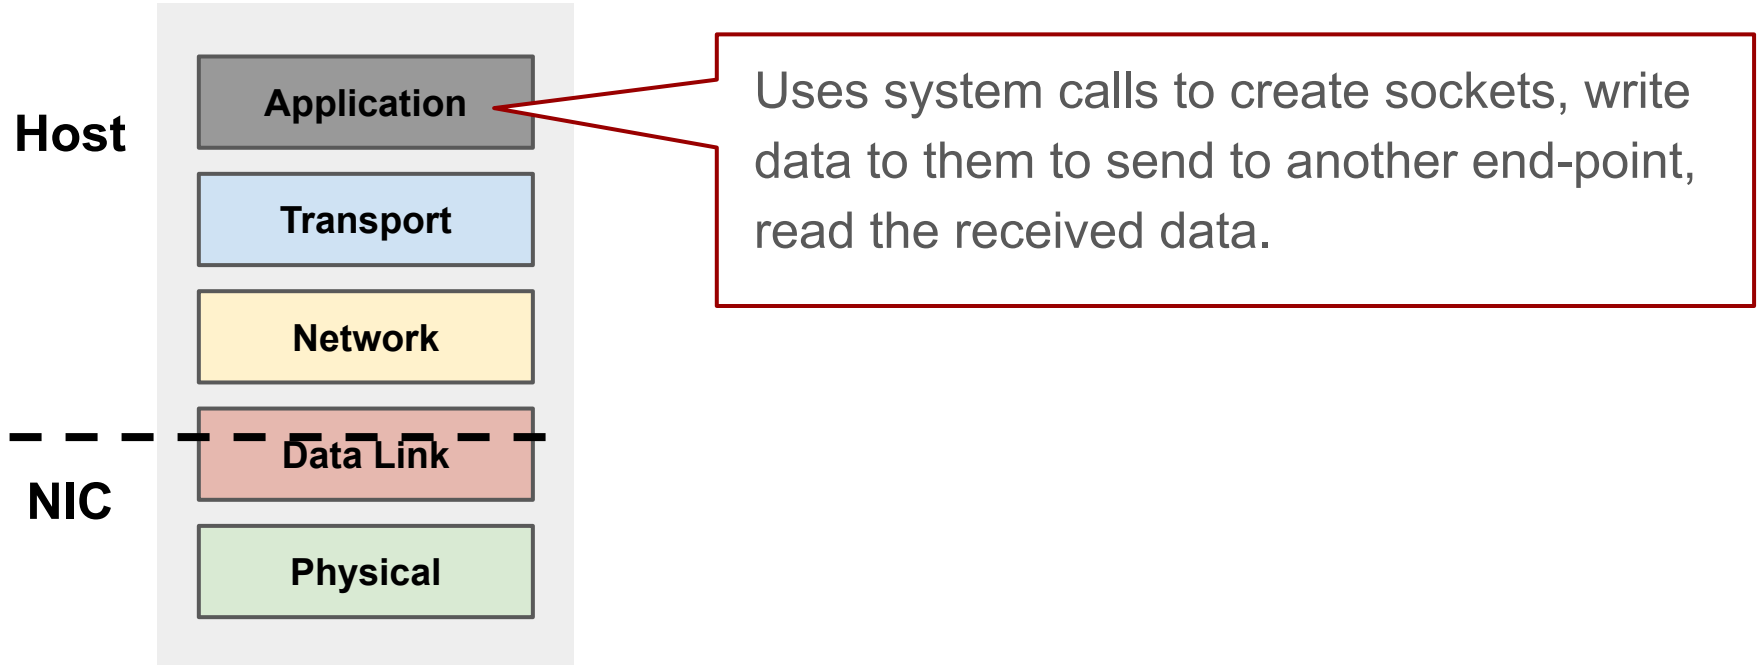 Host
Application
Uses system calls to create sockets, write
data to them to send to another end-point,
read the received data.
Transport
Network
Data Link
NIC
Physical